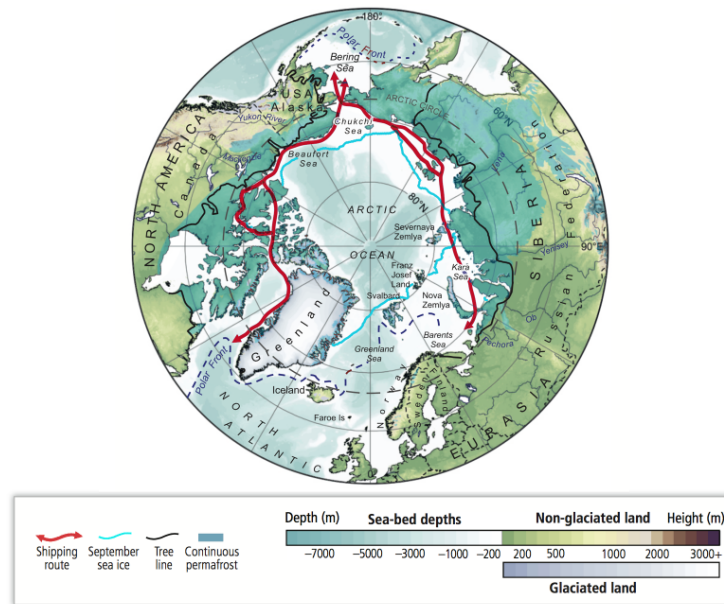 180°
Polar Front
Bering
Sea
USA
Alaska
ARCTIC CIRCLE
60°N
Yukon River
Chukchi
Sea
Mackenzie
Beaufort
Sea
Lena
NORTH AMERICA
Canada
SIBERIA
Russian Federation
ARCTIC
80°N
Severnaya
Zemlya
OCEAN
Yenisey
90°E
Franz
Josef
Land
Kara
Sea
Svalbard
Nova
Zemlya
Ob
Greenland
Barents
Sea
Pechora
Greenland
Sea
Polar Front
Iceland
Norway
Sweden
Finland
EURASIA
Faroe Is
NORTH
ATLANTIC
Shipping
route
September
sea ice
Tree
line
Continuous
permafrost
Depth (m) Sea-bed depths Non-glaciated land Height (m)
–7000 –5000 –3000 –1000 –200 200 500 1000 2000 3000+
Glaciated land